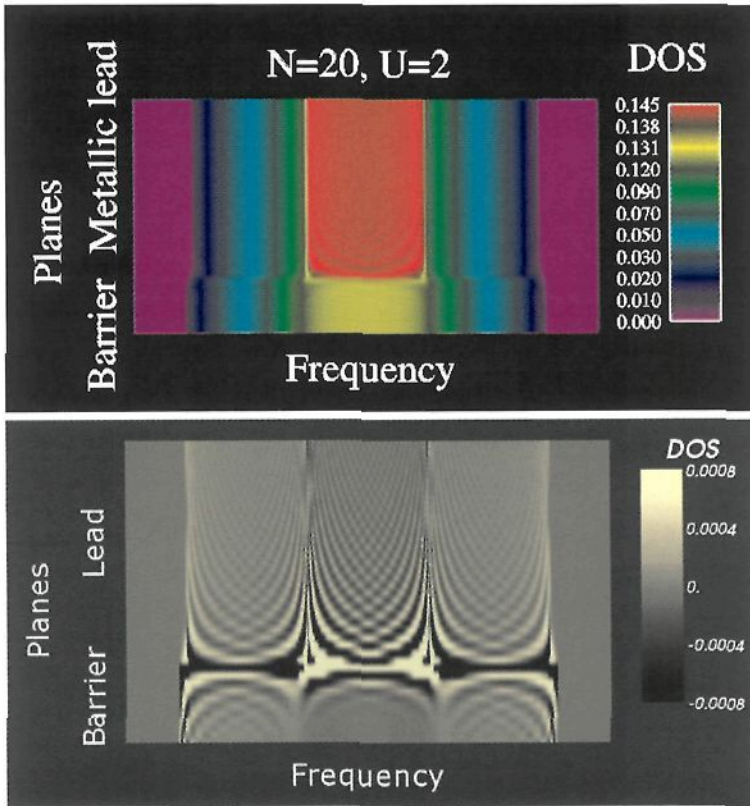 N=20, U=2
DOS
Planes
Barrier Metallic lead
0.145
0.138
0.131
0.120
0.090
0.070
0.050
0.030
0.020
0.010
0.000
Frequency
DOS
Planes
Barrier Lead
0.0008
0.0004
0.
-0.0004
-0.0008
Frequency